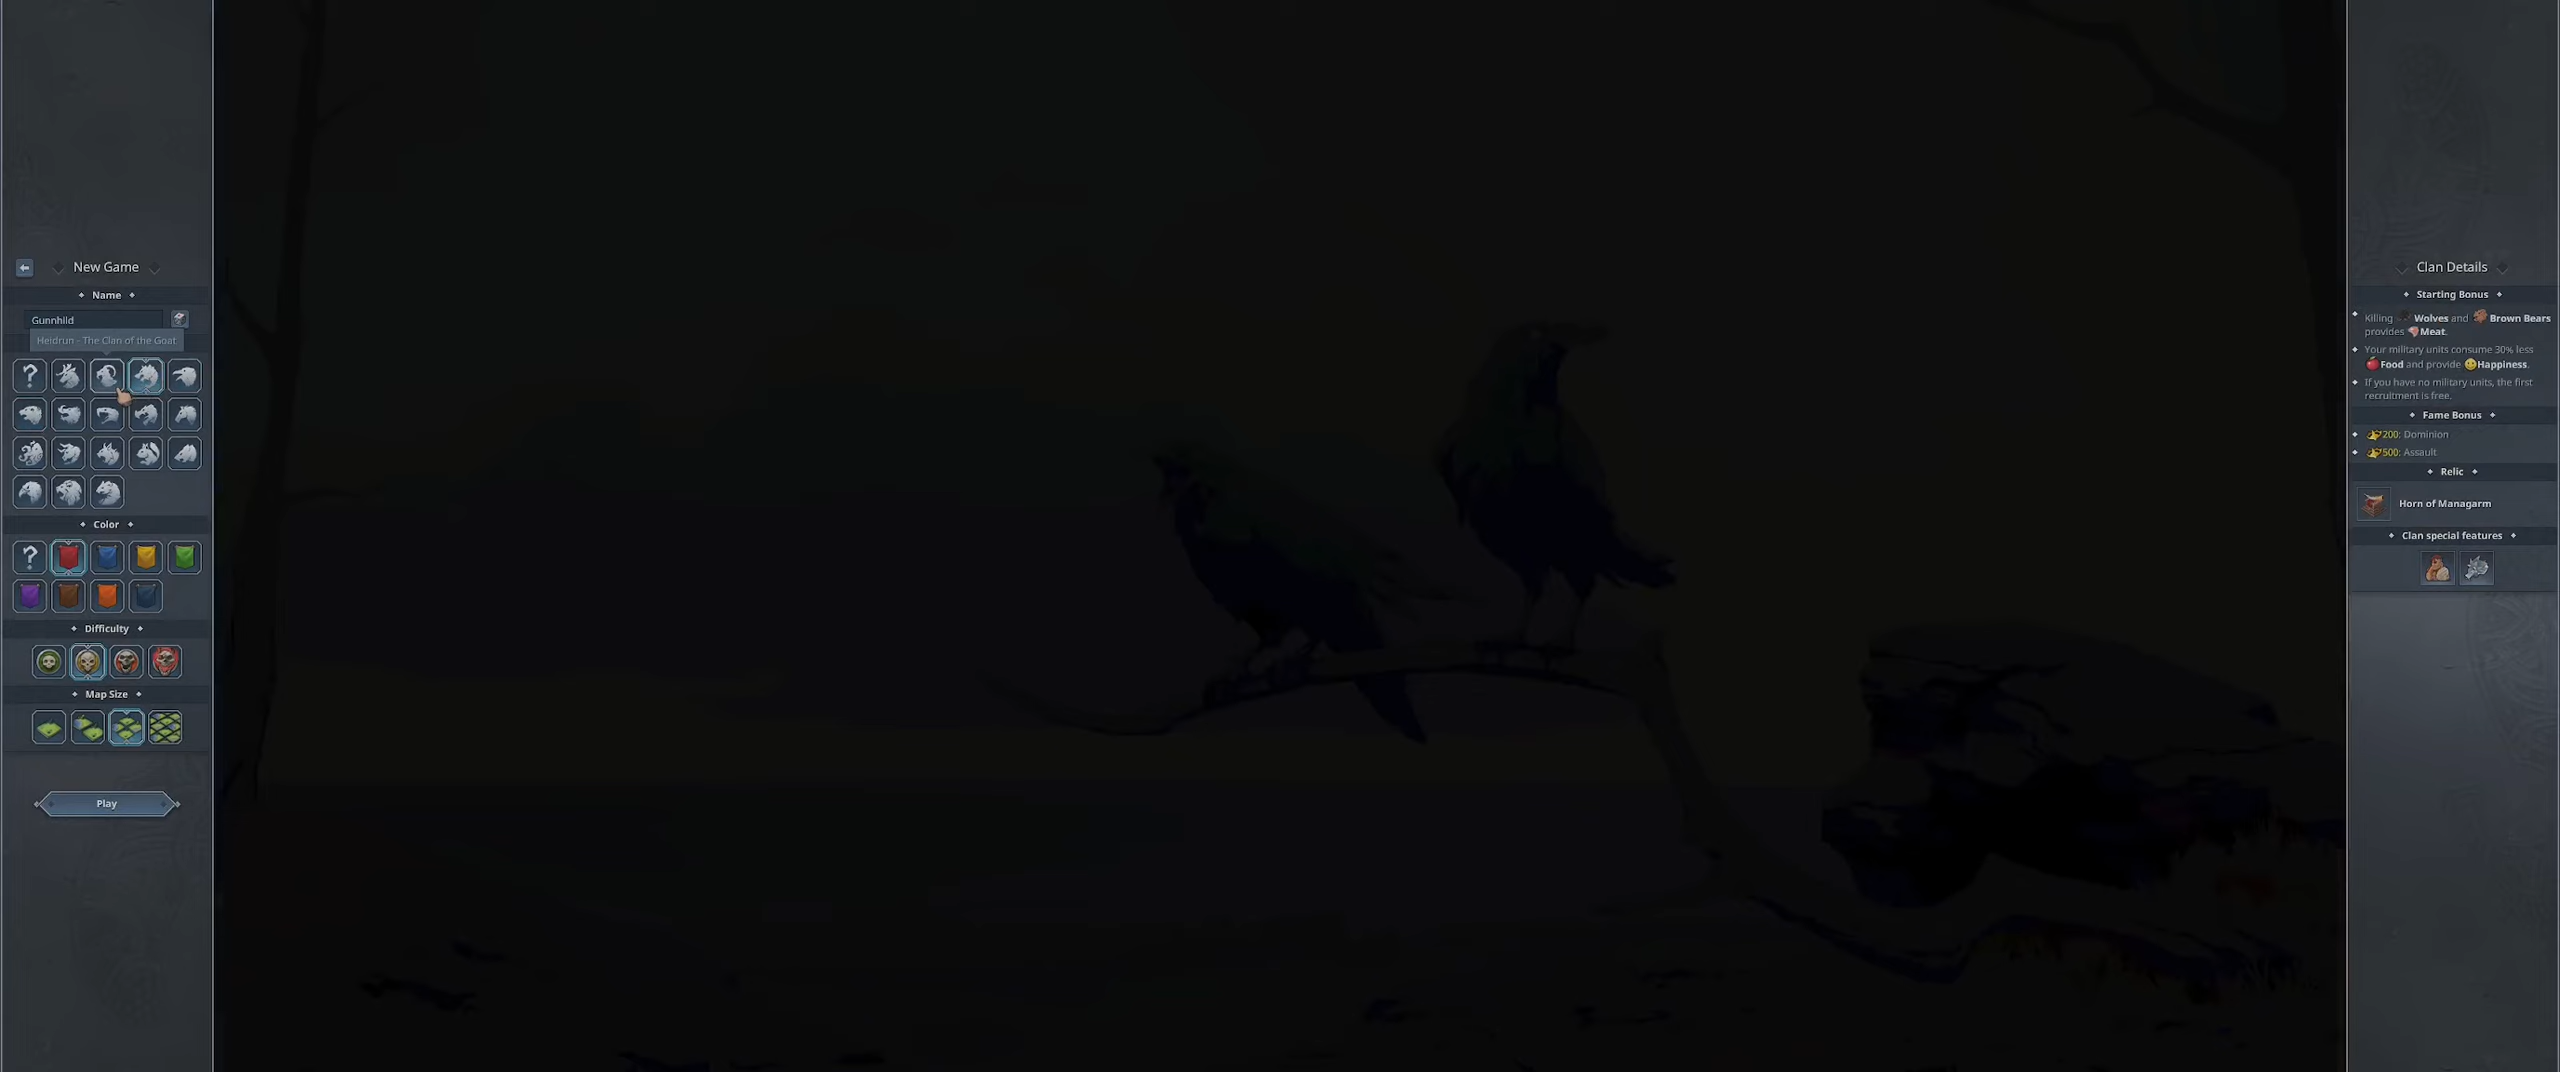 New Game
Name
Gunnhild
Heidrun - The Clan of the Goat
Color
Difficulty
Map Size
Play
Clan Details
Starting Bonus
Killing Wolves and Brown Bears
provides Meat.
Your military units consume 30% less
Food and provide Happiness.
If you have no military units, the first
recruitment is free.
Fame Bonus
200: Dominion
500: Assault
Relic
Horn of Managarm
Clan special features